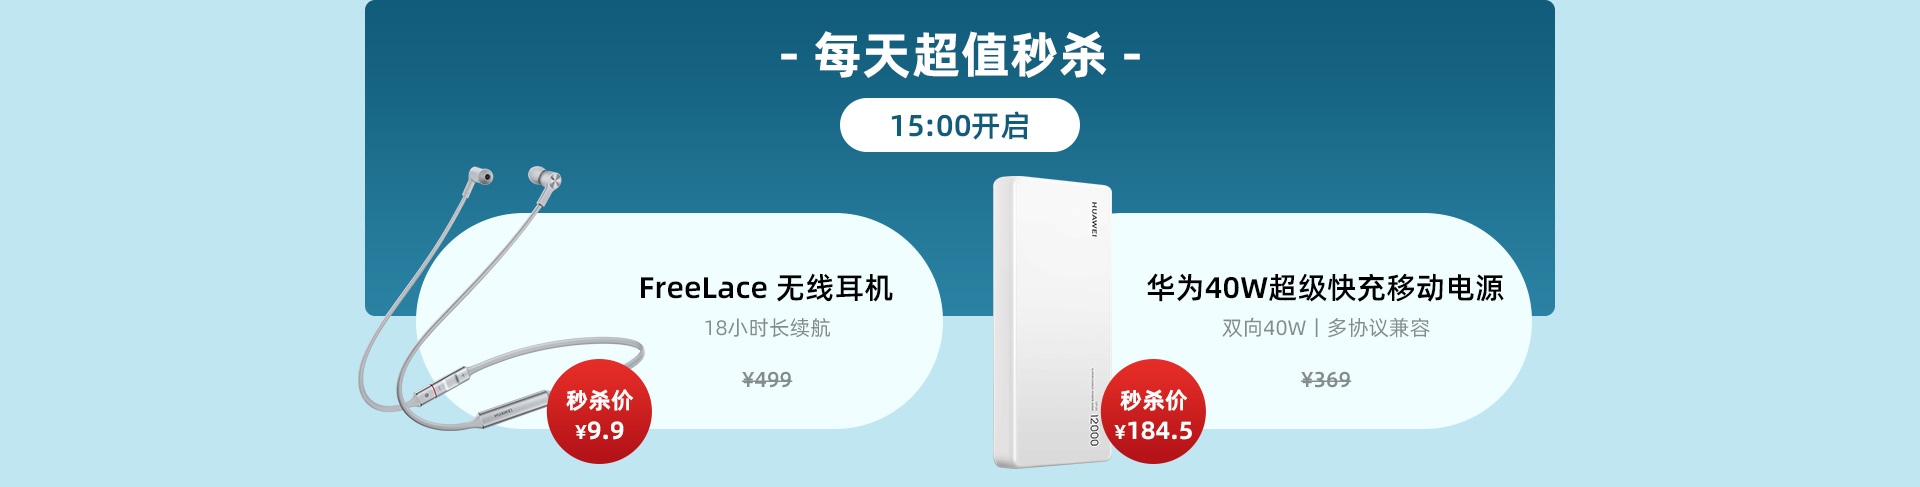 - 每天超值秒杀 -
15:00开启
FreeLace 无线耳机
18小时长续航
¥499
秒杀价
¥9.9
HUAWEI
HUAWEI
12000
华为40W超级快充移动电源
双向40W丨多协议兼容
¥369
秒杀价
¥184.5